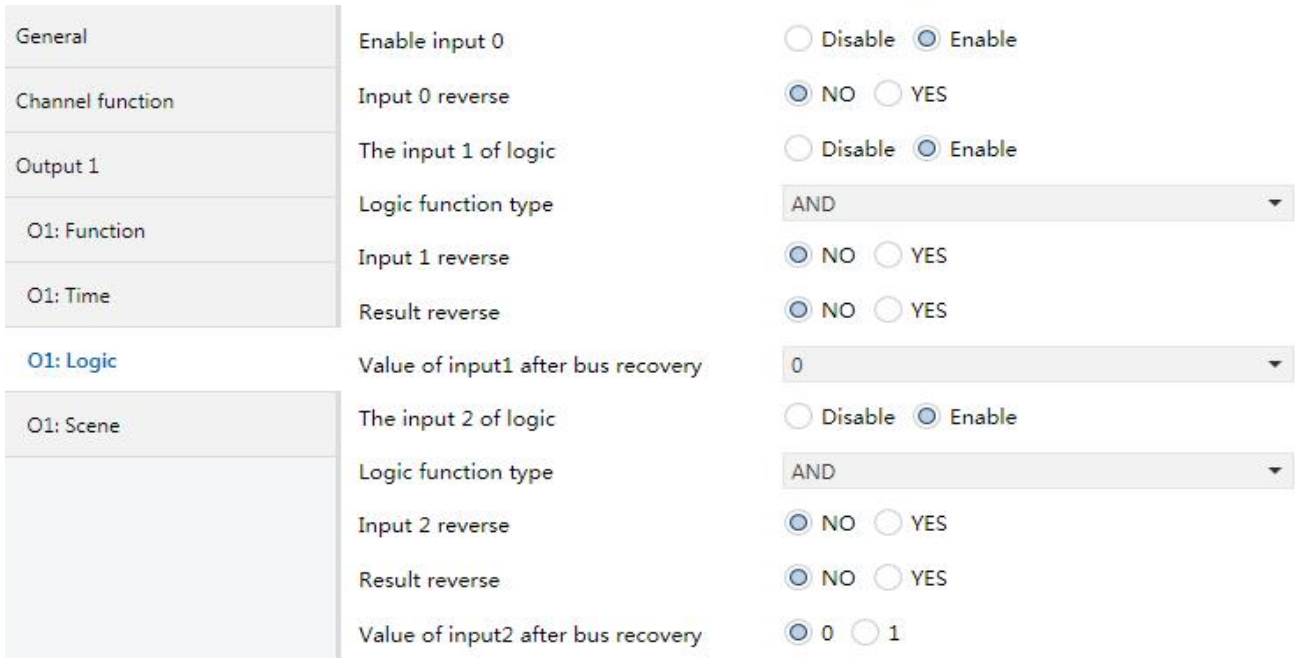 General
Channel function
Output 1
O1: Function
O1: Time
O1: Logic
O1: Scene
Enable input 0 Disable Enable
Input 0 reverse NO YES
The input 1 of logic Disable Enable
Logic function type AND
Input 1 reverse NO YES
Result reverse NO YES
Value of input1 after bus recovery 0
The input 2 of logic Disable Enable
Logic function type AND
Input 2 reverse NO YES
Result reverse NO YES
Value of input2 after bus recovery 0 1